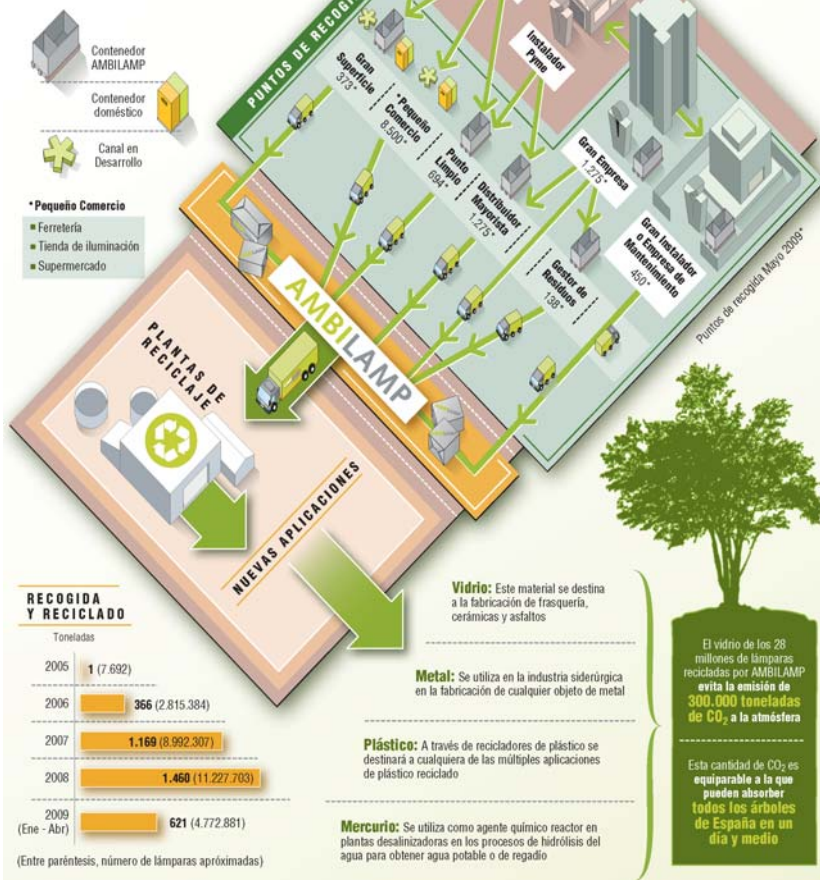 PUNTOS DE RECOGI
Contenedor
AMBILAMP
Contenedor
doméstico
Canal en
Desarrollo
* Pequeño Comercio
Ferretería
Tienda de iluminación
Supermercado
Instalador
Pyme
Gran
Superficie
373*
*Pequeño
Comercio
8.500*
Punto
Limpio
694*
Distribuidor
Mayorista
1.275*
Gran Empresa
1.275*
Gestor de
Residuos
138*
Gran Instalador
o Empresa de
Mantenimiento
450*
Puntos de recogida Mayo 2009*
AMBILAMP
PLANTAS DE
RECICLAJE
NUEVAS APLICACIONES
RECOGIDA
Y RECICLADO
Toneladas
2005 1 (7.692)
2006 366 (2.815.384)
2007 1.169 (8.992.307)
2008 1.460 (11.227.703)
2009
(Ene - Abr) 621 (4.772.881)
(Entre paréntesis, número de lámparas apróximadas)
Vidrio: Este material se destina
a la fabricación de frasquería,
cerámicas y asfaltos
Metal: Se utiliza en la industria siderúrgica
en la fabricación de cualquier objeto de metal
Plástico: A través de recicladores de plástico se
destinará a cualquiera de las múltiples aplicaciones
de plástico reciclado
Mercurio: Se utiliza como agente químico reactor en
plantas desalinizadoras en los procesos de hidrólisis del
agua para obtener agua potable o de regadío
El vidrio de los 28
millones de lámparas
recicladas por AMBILAMP
evita la emisión de
300.000 toneladas
de CO₂ a la atmósfera
Esta cantidad de CO₂ es
equiparable a la que
pueden absorber
todos los árboles
de España en un
día y medio